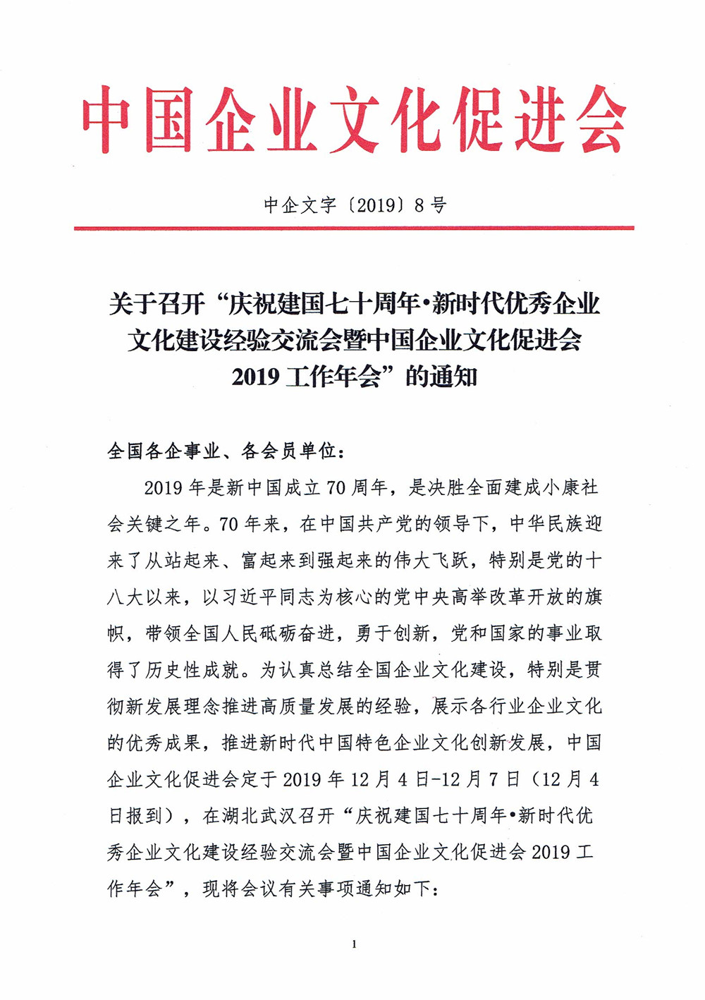 中国企业文化促进会
中企文字〔2019〕8号
关于召开“庆祝建国七十周年•新时代优秀企业
文化建设经验交流会暨中国企业文化促进会
2019工作年会”的通知
全国各企事业、各会员单位：
2019年是新中国成立70周年，是决胜全面建成小康社
会关键之年。70年来，在中国共产党的领导下，中华民族迎
来了从站起来、富起来到强起来的伟大飞跃，特别是党的十
八大以来，以习近平同志为核心的党中央高举改革开放的旗
帜，带领全国人民砥砺奋进，勇于创新，党和国家的事业取
得了历史性成就。为认真总结全国企业文化建设，特别是贯
彻新发展理念推进高质量发展的经验，展示各行业企业文化
的优秀成果，推进新时代中国特色企业文化创新发展，中国
企业文化促进会定于2019年12月4日-12月7日（12月4
日报到），在湖北武汉召开“庆祝建国七十周年•新时代优
秀企业文化建设经验交流会暨中国企业文化促进会2019工
作年会”，现将会议有关事项通知如下：
1